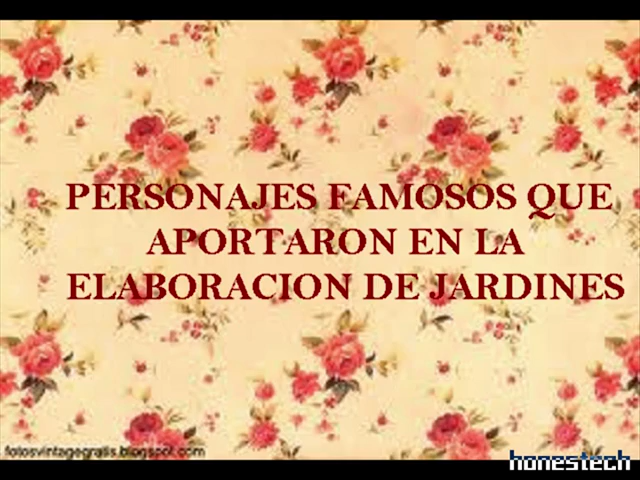 PERSONAJES FAMOSOS QUE
APORTARON EN LA
ELABORACION DE JARDINES
fotosvintagegratis.blogspot.com
honestech